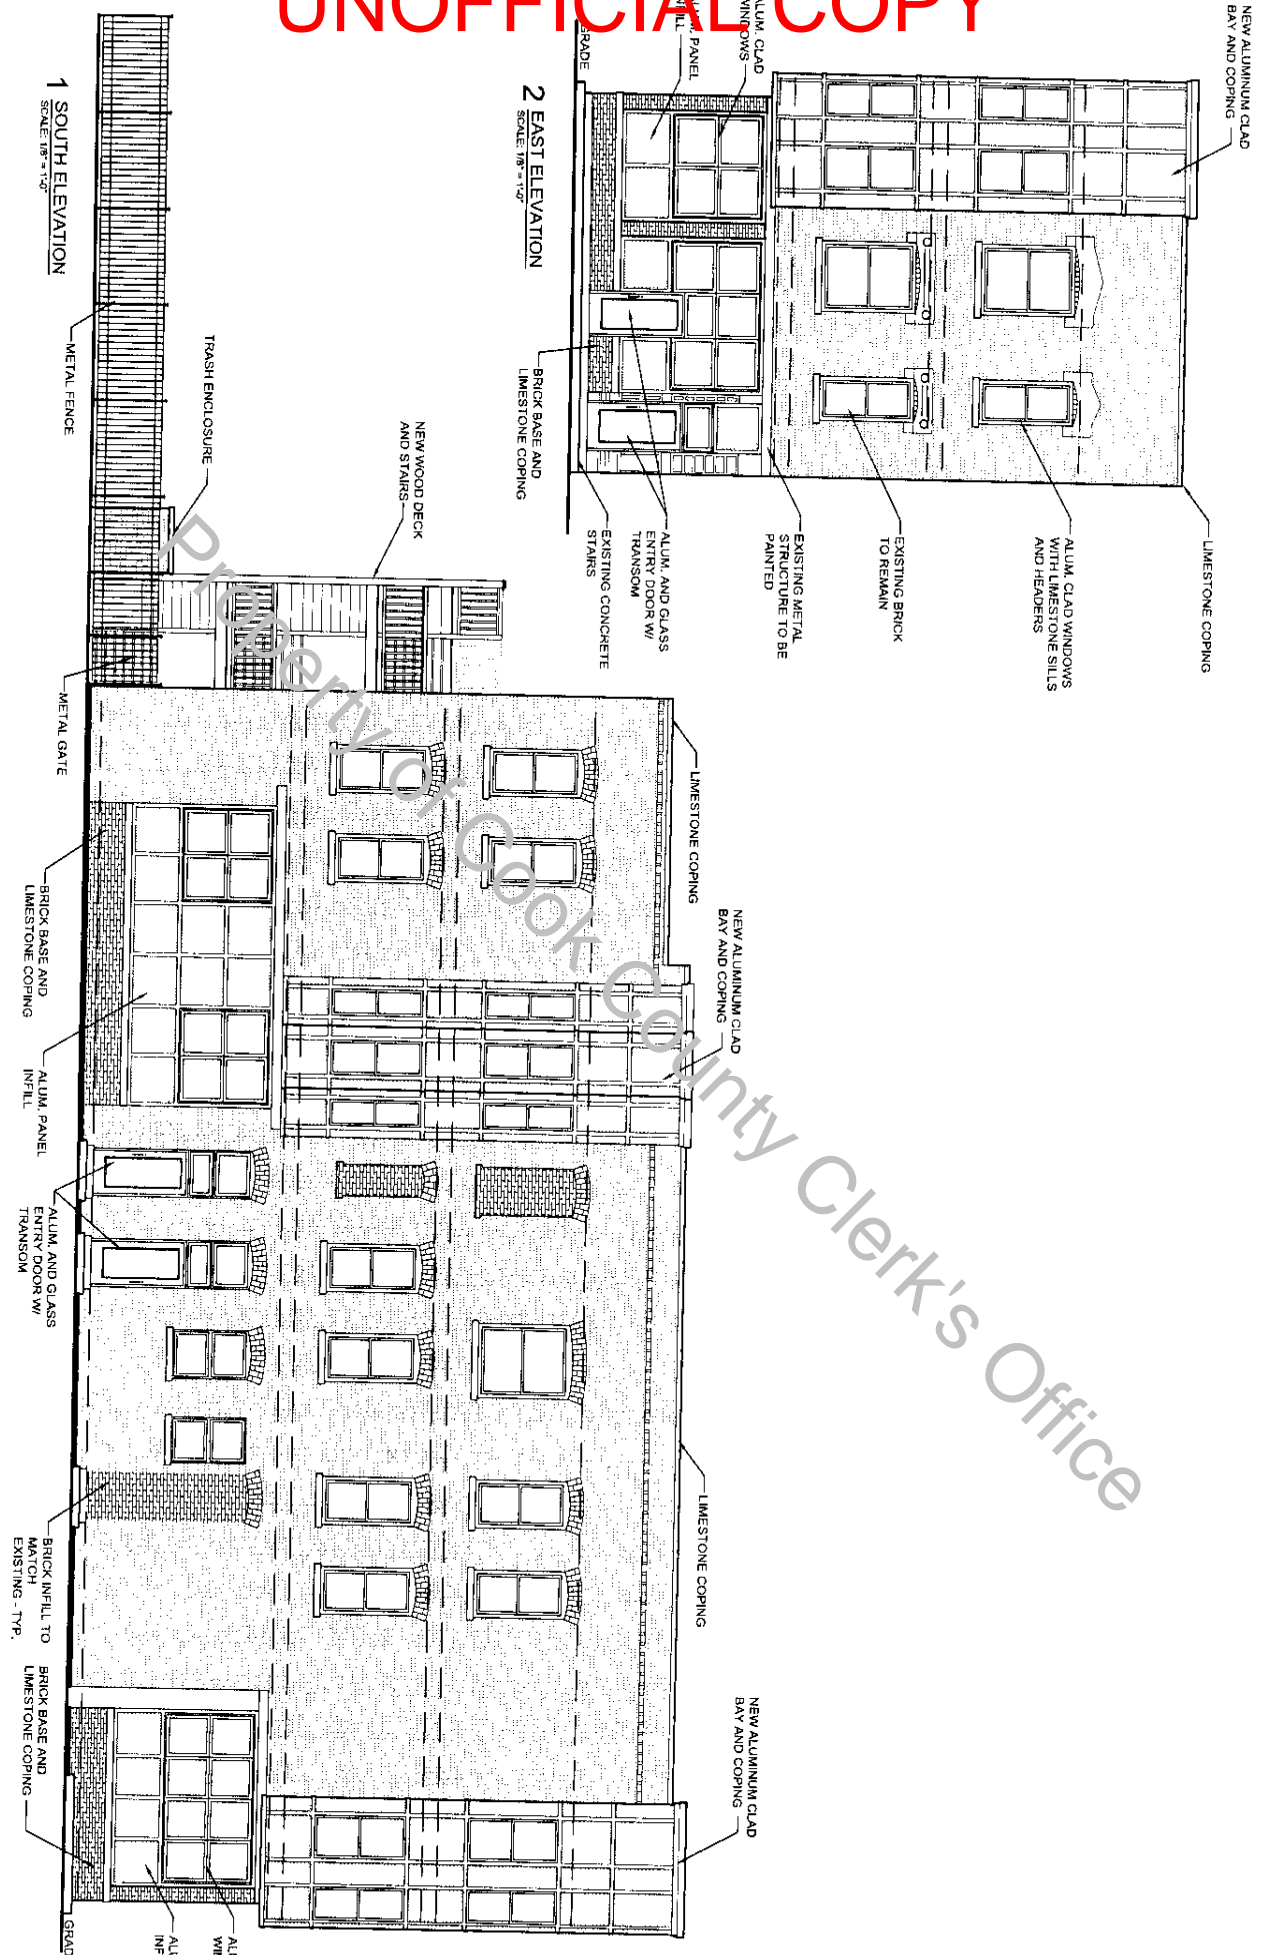 UNOFFICIAL COPY
NEW ALUMINUM CLAD
BAY AND COPING
LIMESTONE COPING
ALUM. CLAD WINDOWS
WITH LIMESTONE SILLS
AND HEADERS
EXISTING BRICK
TO REMAIN
EXISTING METAL
STRUCTURE TO BE
PAINTED
ALUM. AND GLASS
ENTRY DOOR W/
TRANSOM
EXISTING CONCRETE
STAIRS
BRICK BASE AND
LIMESTONE COPING
ALUM. CLAD
WINDOWS
PANEL
GRADE
2 EAST ELEVATION
SCALE: 1/8" = 1'-0"
NEW ALUMINUM CLAD
BAY AND COPING
NEW ALUMINUM CLAD
BAY AND COPING
LIMESTONE COPING
LIMESTONE COPING
NEW WOOD DECK
AND STAIRS
TRASH ENCLOSURE
METAL FENCE
METAL GATE
BRICK BASE AND
LIMESTONE COPING
ALUM. PANEL
INFILL
ALUM. AND GLASS
ENTRY DOOR W/
TRANSOM
BRICK INFILL TO
MATCH
EXISTING - TYP.
BRICK BASE AND
LIMESTONE COPING
GRAD
1 SOUTH ELEVATION
SCALE: 1/8" = 1'-0"
Property of Cook County Clerk's Office